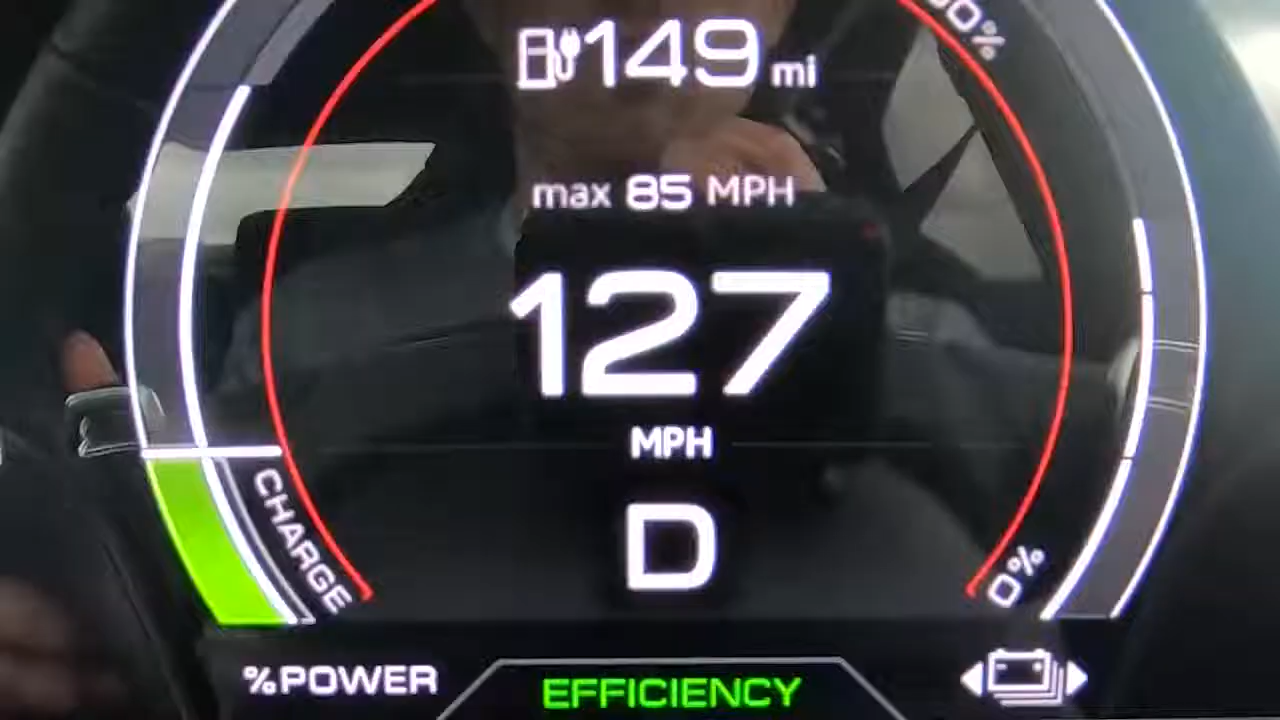 149 mi
max 85 MPH
127
MPH
D
CHARGE
0%
%POWER
EFFICIENCY